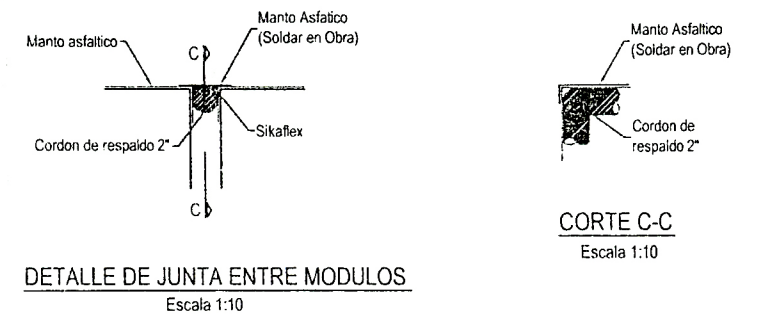 Manto asfaltico
C
Manto Asfatico
(Soldar en Obra)
Cordon de respaldo 2"
Sikaflex
C
DETALLE DE JUNTA ENTRE MODULOS
Escala 1:10
Manto Asfaltico
(Soldar en Obra)
Cordon de
respaldo 2"
CORTE C-C
Escala 1:10